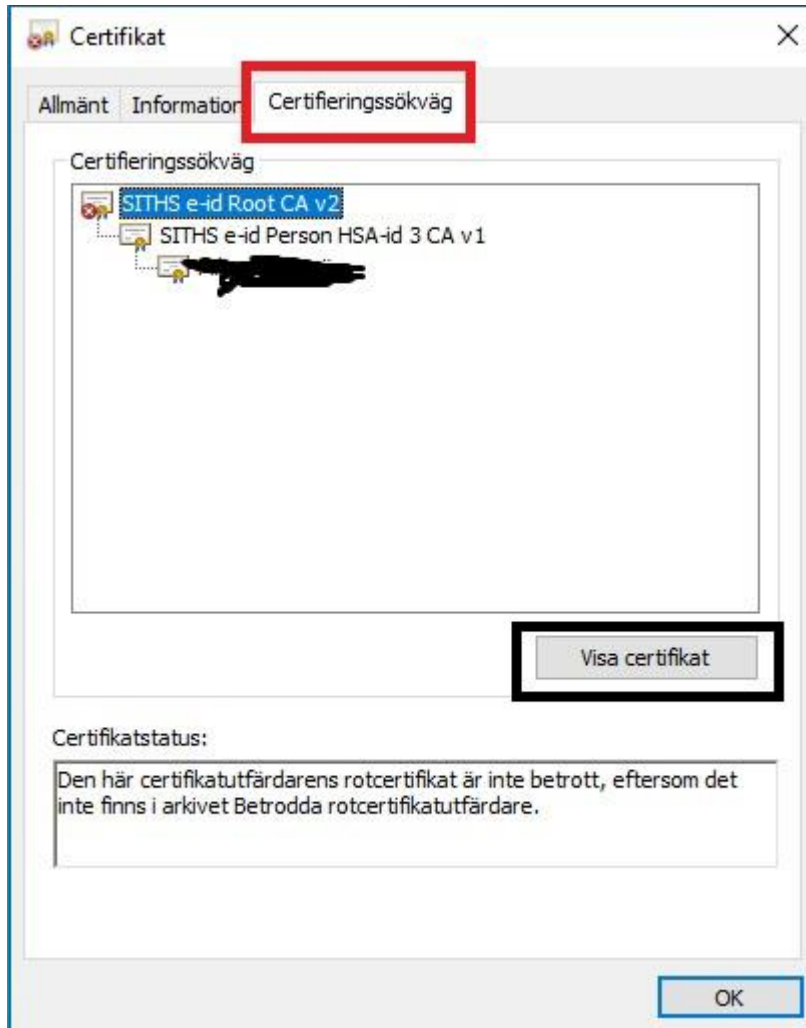 Certifikat
Allmänt
Information
Certifieringssökväg
Certifieringssökväg
SITHS e-id Root CA v2
SITHS e-id Person HSA-id 3 CA v1
Visa certifikat
Certifikatstatus:
Den här certifikatutfärdarens rotcertifikat är inte betrott, eftersom det
inte finns i arkivet Betrodda rotcertifikatutfärdare.
OK